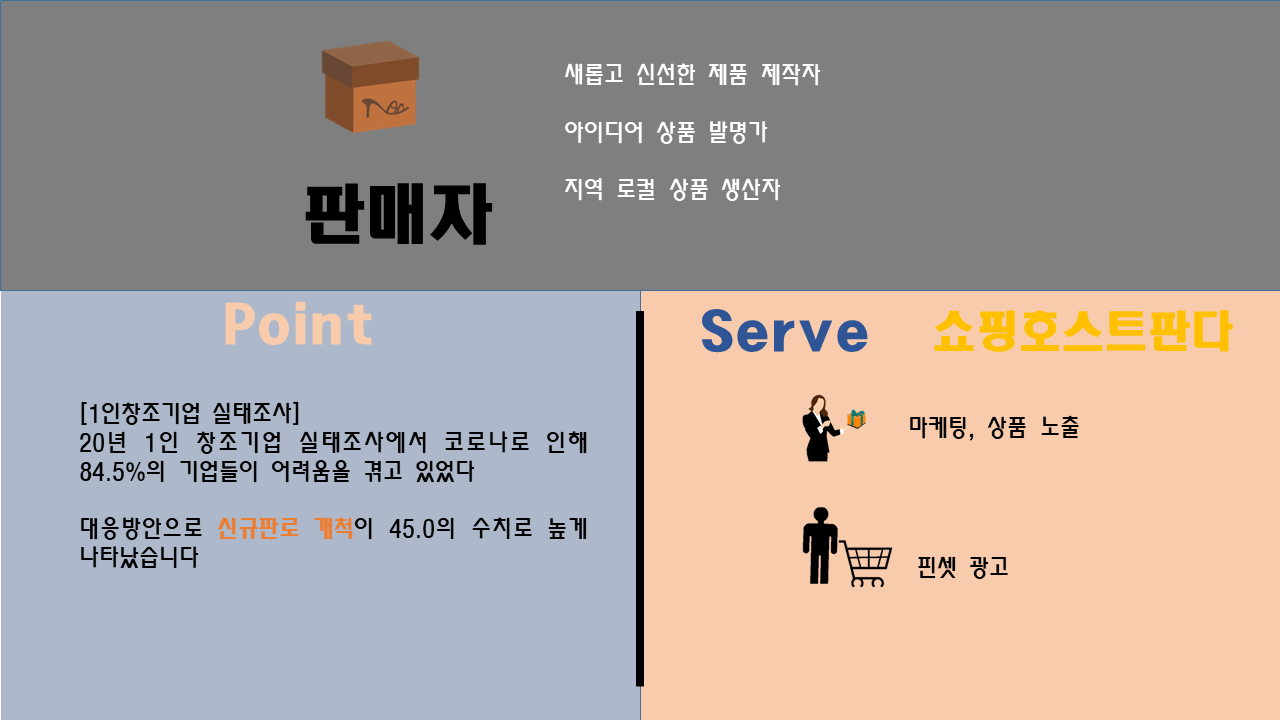 새롭고 신선한 제품 제작자
아이디어 상품 발명가
지역 로컬 상품 생산자
판매자
Point
[1인창조기업 실태조사]
20년 1인 창조기업 실태조사에서 코로나로 인해
84.5%의 기업들이 어려움을 겪고 있었다
대응방안으로 신규판로 개척이 45.0의 수치로 높게
나타났습니다
Serve 쇼핑호스트판다
마케팅, 상품 노출
핀셋 광고